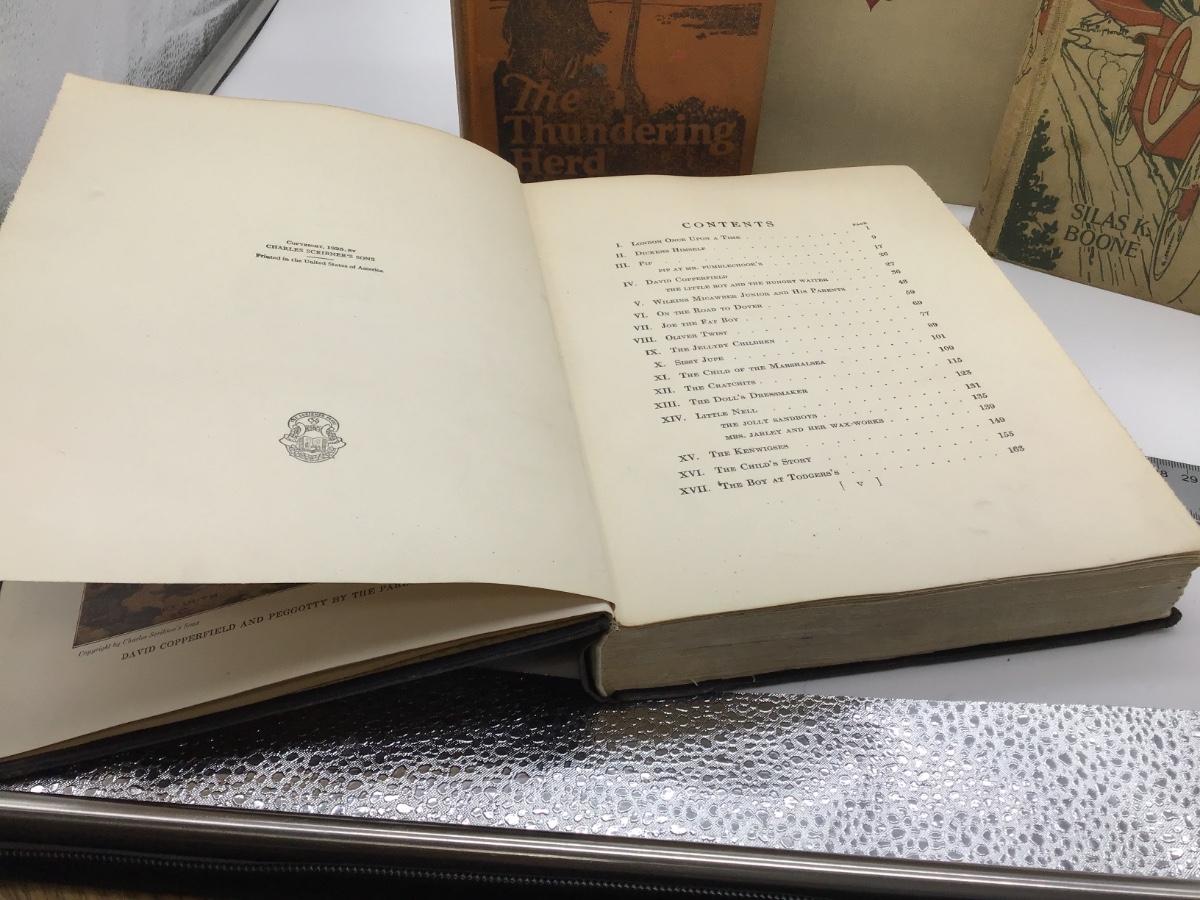 The
Thundering
Herd
SILAS K.
BOONE
COPYRIGHT, 1925, BY
CHARLES SCRIBNER'S SONS
Printed in the United States of America
CONTENTS
PAGE
I. LONDON ONCE UPON A TIME 1
II. DICKENS HIMSELF 9
III. PIP 17
PIP AT MR. PUMBLECHOOK'S 26
IV. DAVID COPPERFIELD 27
THE LITTLE BOY AND THE HUNGRY WAITER 36
V. WILKINS MICAWBER JUNIOR AND HIS PARENTS 48
VI. ON THE ROAD TO DOVER 59
VII. JOE THE FAT BOY 69
VIII. OLIVER TWIST 77
IX. THE JELLYBY CHILDREN 89
X. SISSY JUPE 101
XI. THE CHILD OF THE MARSHALSEA 109
XII. THE CRATCHITS 115
XIII. THE DOLL'S DRESSMAKER 123
XIV. LITTLE NELL 131
THE JOLLY SANDBOYS 135
MRS. JARLEY AND HER WAX-WORKS 139
XV. THE KENWIGSES 149
XVI. THE CHILD'S STORY 155
XVII. THE BOY AT TODGERS'S 163
[ v ]
Copyright by Charles Scribner's Sons
DAVID COPPERFIELD AND PEGGOTTY BY THE PAR
8 29